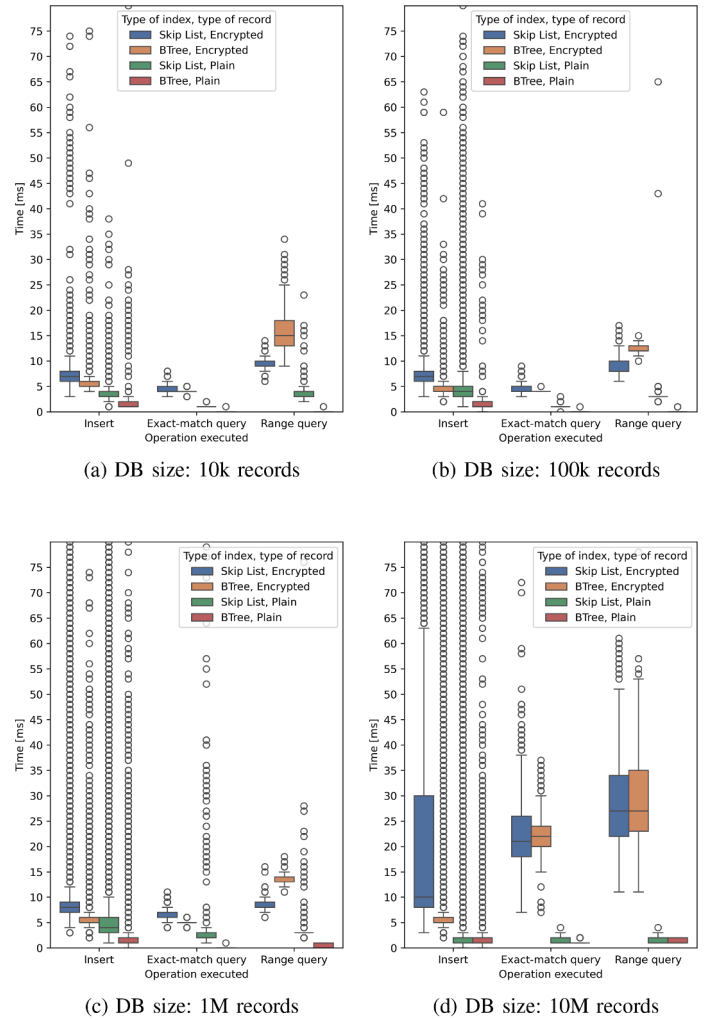 Type of index, type of record
Skip List, Encrypted
BTree, Encrypted
Skip List, Plain
BTree, Plain
75
70
65
60
55
50
45
40
35
30
25
20
15
10
5
0
Time [ms]
Insert
Exact-match query
Range query
Operation executed
(a) DB size: 10k records
Type of index, type of record
Skip List, Encrypted
BTree, Encrypted
Skip List, Plain
BTree, Plain
75
70
65
60
55
50
45
40
35
30
25
20
15
10
5
0
Time [ms]
Insert
Exact-match query
Range query
Operation executed
(b) DB size: 100k records
Type of index, type of record
Skip List, Encrypted
BTree, Encrypted
Skip List, Plain
BTree, Plain
75
70
65
60
55
50
45
40
35
30
25
20
15
10
5
0
Time [ms]
Insert
Exact-match query
Range query
Operation executed
(c) DB size: 1M records
Type of index, type of record
Skip List, Encrypted
BTree, Encrypted
Skip List, Plain
BTree, Plain
75
70
65
60
55
50
45
40
35
30
25
20
15
10
5
0
Time [ms]
Insert
Exact-match query
Range query
Operation executed
(d) DB size: 10M records